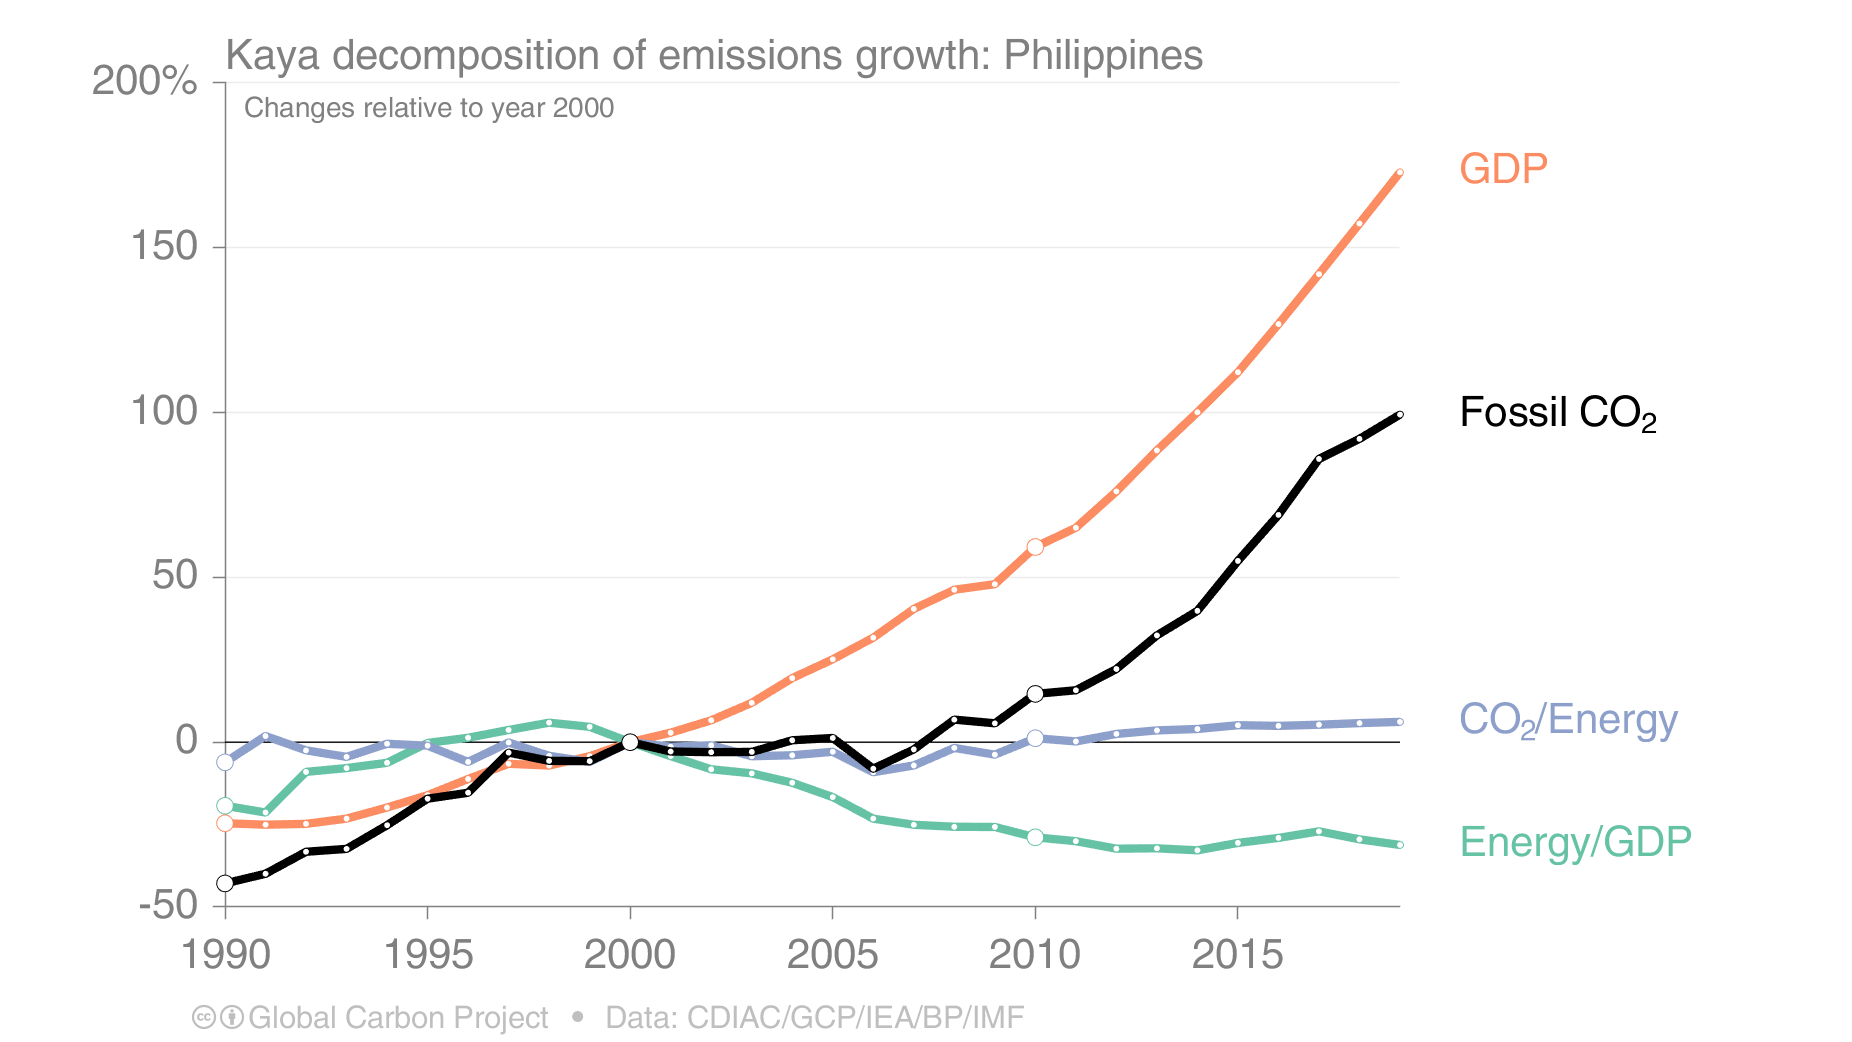 Kaya decomposition of emissions growth: Philippines
Changes relative to year 2000
200%
150
100
50
0
-50
1990 1995 2000 2005 2010 2015
GDP
Fossil CO₂
CO₂/Energy
Energy/GDP
cc Global Carbon Project • Data: CDIAC/GCP/IEA/BP/IMF